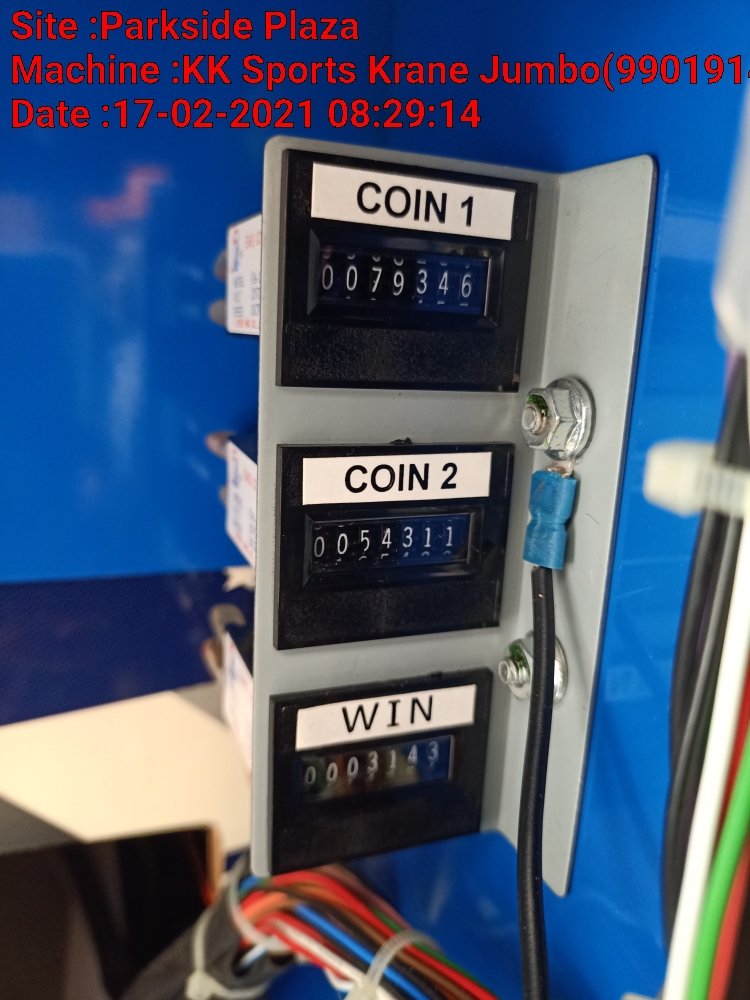 Site :Parkside Plaza
Machine :KK Sports Krane Jumbo(990191
Date :17-02-2021 08:29:14
COIN 1
0079346
COIN 2
0054311
WIN
0003143